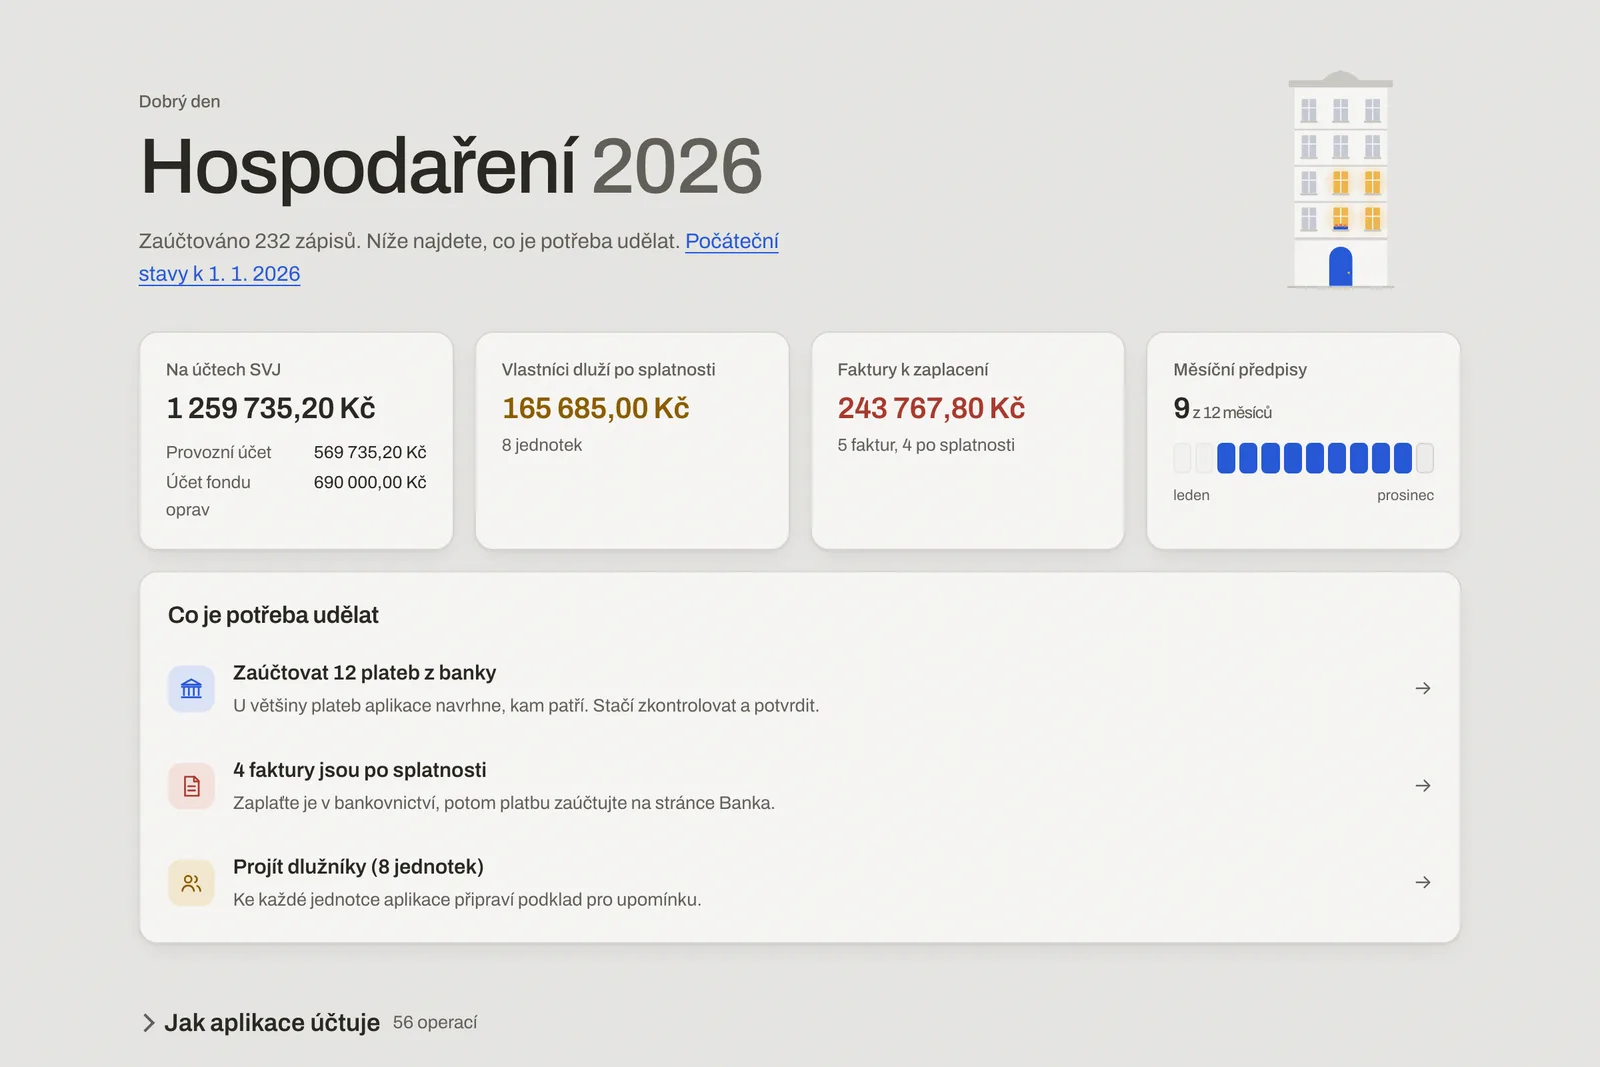 Dobrý den
Hospodaření 2026
Zaúčtováno 232 zápisů. Níže najdete, co je potřeba udělat. Počáteční
stavy k 1. 1. 2026
Na účtech SVJ
1 259 735,20 Kč
Provozní účet 569 735,20 Kč
Účet fondu 690 000,00 Kč
oprav
Vlastníci dluží po splatnosti
165 685,00 Kč
8 jednotek
Faktury k zaplacení
243 767,80 Kč
5 faktur, 4 po splatnosti
Měsíční předpisy
9 z 12 měsíců
leden prosinec
Co je potřeba udělat
Zaúčtovat 12 plateb z banky
U většiny plateb aplikace navrhne, kam patří. Stačí zkontrolovat a potvrdit.
4 faktury jsou po splatnosti
Zaplaťte je v bankovnictví, potom platbu zaúčtujte na stránce Banka.
Projít dlužníky (8 jednotek)
Ke každé jednotce aplikace připraví podklad pro upomínku.
Jak aplikace účtuje 56 operací